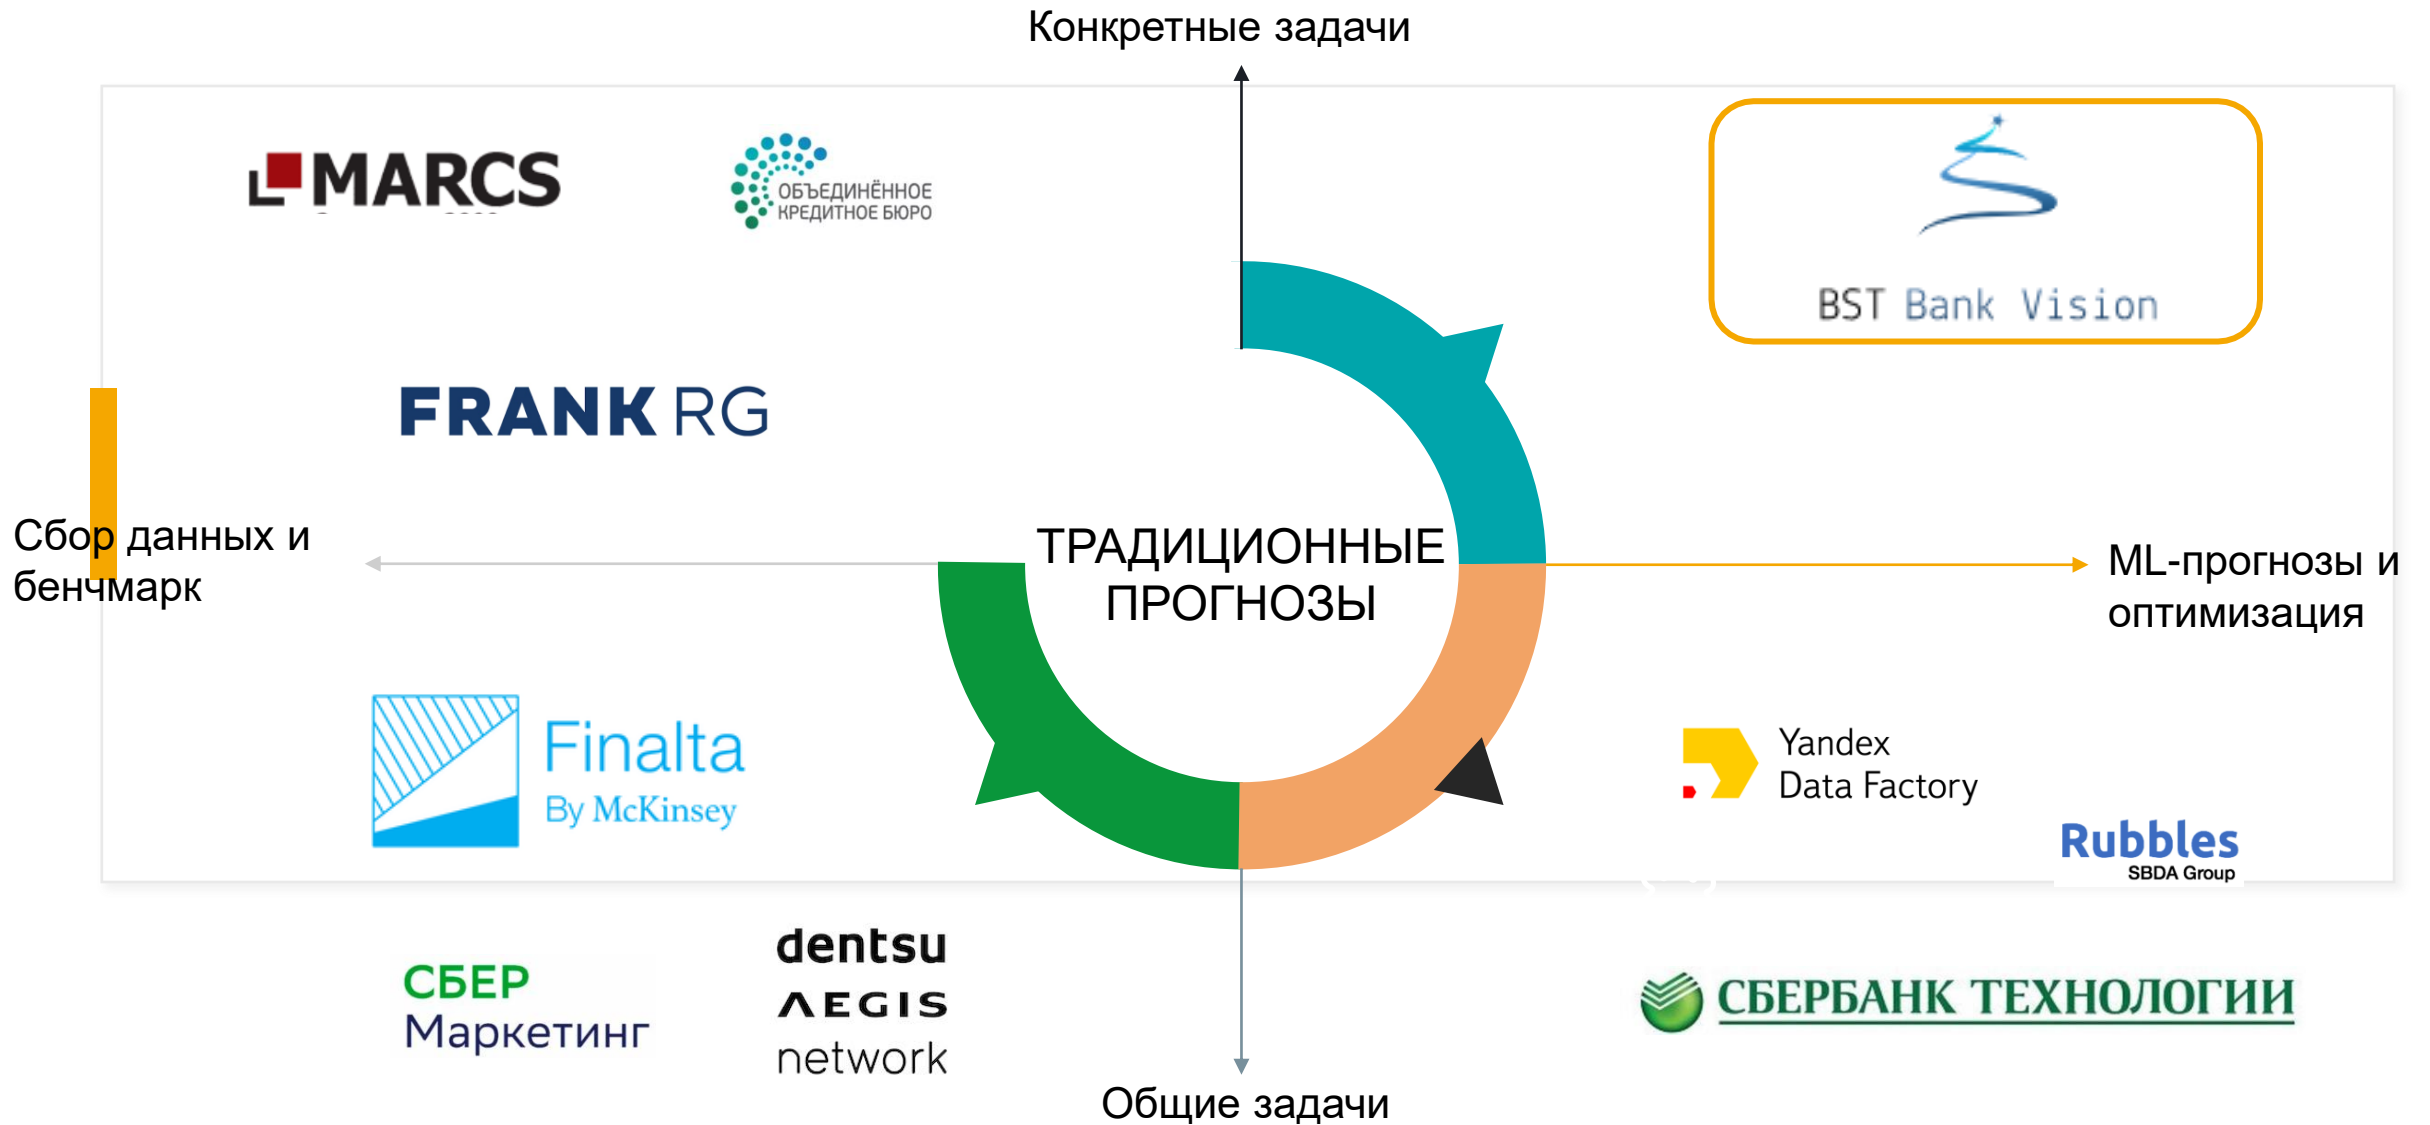 Конкретные задачи
MARCS
ОБЪЕДИНЁННОЕ
КРЕДИТНОЕ БЮРО
BST Bank Vision
FRANK RG
Сбор данных и
бенчмарк
ТРАДИЦИОННЫЕ
ПРОГНОЗЫ
ML-прогнозы и
оптимизация
Finalta
By McKinsey
Yandex
Data Factory
Rubbles
SBDA Group
СБЕР
Маркетинг
dentsu
AEGIS
network
СБЕРБАНК ТЕХНОЛОГИИ
Общие задачи